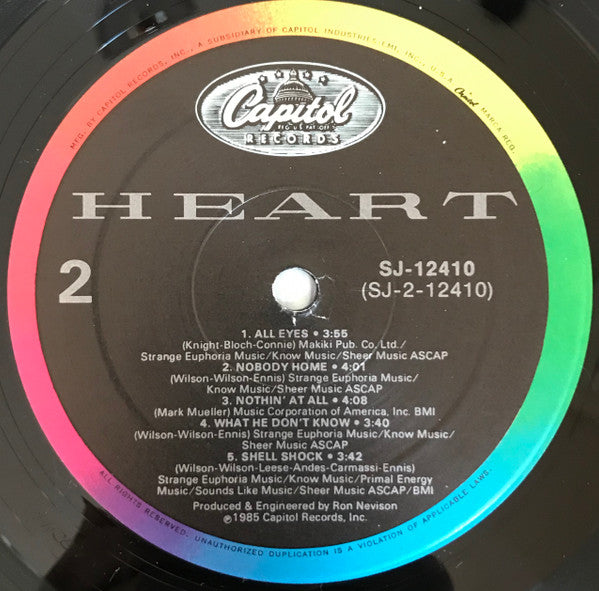 MFG. BY CAPITOL RECORDS, INC., A SUBSIDIARY OF CAPITOL INDUSTRIES-EMI, INC., U.S.A. Capitol MARCA REG.
Capitol
RECORDS
HEART
2
SJ-12410
(SJ-2-12410)
1. ALL EYES • 3:55
(Knight-Bloch-Connie) Makiki Pub. Co, Ltd./
Strange Euphoria Music/Know Music/Sheer Music ASCAP
2. NOBODY HOME • 4:01
(Wilson-Wilson-Ennis) Strange Euphoria Music/
Know Music/Sheer Music ASCAP
3. NOTHIN' AT ALL • 4:08
(Mark Mueller) Music Corporation of America, Inc. BMI
4. WHAT HE DON'T KNOW • 3:40
(Wilson-Wilson-Ennis) Strange Euphoria Music/Know Music/
Sheer Music ASCAP
5. SHELL SHOCK • 3:42
(Wilson-Wilson-Leese-Andes-Carmassi-Ennis)
Strange Euphoria Music/Know Music/Primal Energy
Music/Sounds Like Music/Sheer Music ASCAP/BMI
Produced & Engineered by Ron Nevison
℗1985 Capitol Records, Inc.
ALL RIGHTS RESERVED. UNAUTHORIZED DUPLICATION IS A VIOLATION OF APPLICABLE LAWS.